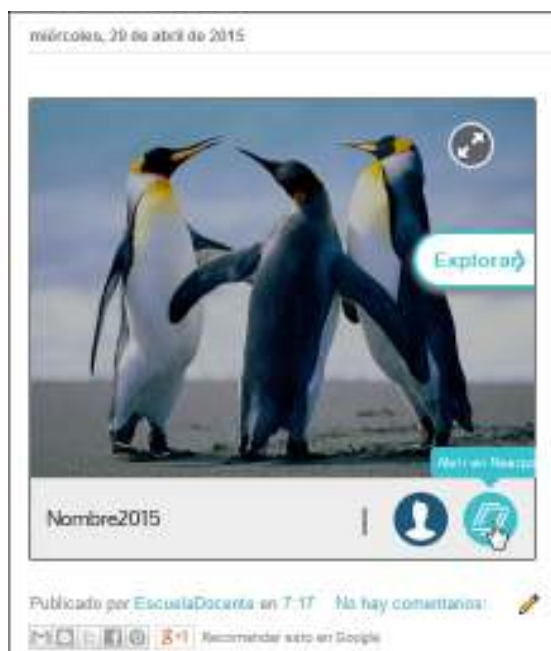 miércoles, 29 de abril de 2015
Explorar
Nombre2015
Publicado por EscuelaDocente en 7:17 No hay comentarios:
g+1 Recomendar esto en Google